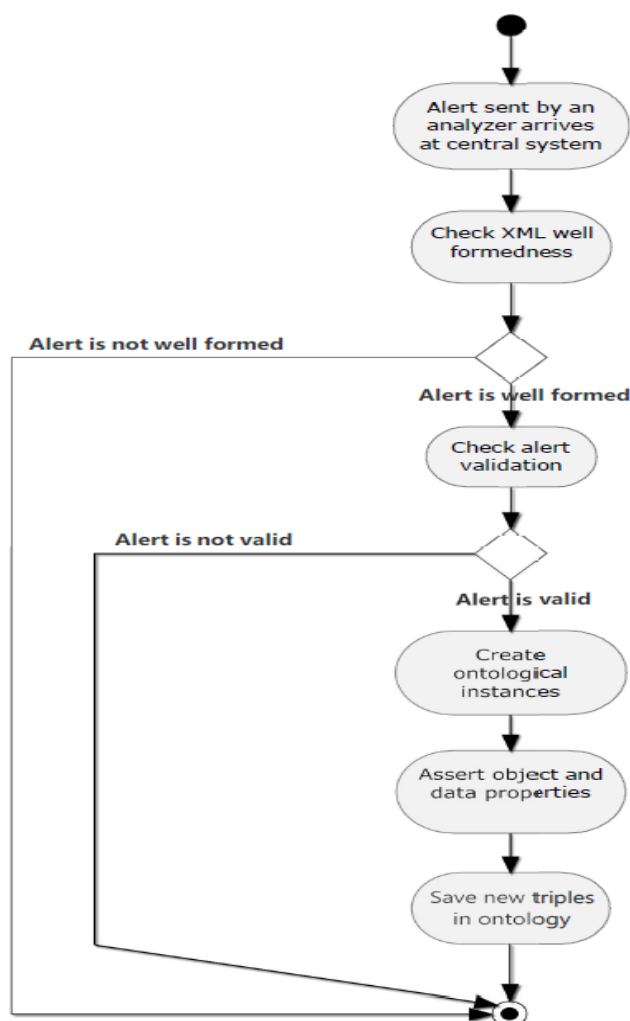 Alert sent by an
analyzer arrives
at central system
Check XML well
formedness
Alert is not well formed
Alert is well formed
Check alert
validation
Alert is not valid
Alert is valid
Create
ontological
instances
Assert object and
data properties
Save new triples
in ontology